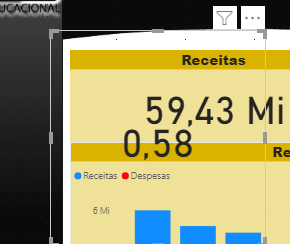 UCACIONAL
Receitas
59,43 Mi
0,58
Re
Receitas Despesas
6 Mi